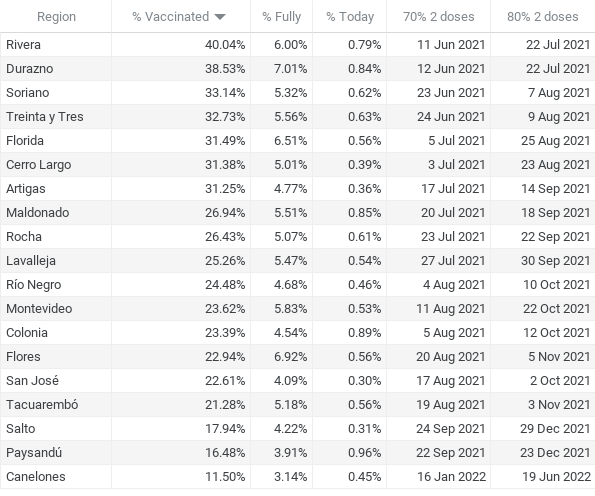 Region % Vaccinated % Fully % Today 70% 2 doses 80% 2 doses
Rivera 40.04% 6.00% 0.79% 11 Jun 2021 22 Jul 2021
Durazno 38.53% 7.01% 0.84% 12 Jun 2021 22 Jul 2021
Soriano 33.14% 5.32% 0.62% 23 Jun 2021 7 Aug 2021
Treinta y Tres 32.73% 5.56% 0.63% 24 Jun 2021 9 Aug 2021
Florida 31.49% 6.51% 0.56% 5 Jul 2021 25 Aug 2021
Cerro Largo 31.38% 5.01% 0.39% 3 Jul 2021 23 Aug 2021
Artigas 31.25% 4.77% 0.36% 17 Jul 2021 14 Sep 2021
Maldonado 26.94% 5.51% 0.85% 20 Jul 2021 18 Sep 2021
Rocha 26.43% 5.07% 0.61% 23 Jul 2021 22 Sep 2021
Lavalleja 25.26% 5.47% 0.54% 27 Jul 2021 30 Sep 2021
Río Negro 24.48% 4.68% 0.46% 4 Aug 2021 10 Oct 2021
Montevideo 23.62% 5.83% 0.53% 11 Aug 2021 22 Oct 2021
Colonia 23.39% 4.54% 0.89% 5 Aug 2021 12 Oct 2021
Flores 22.94% 6.92% 0.56% 20 Aug 2021 5 Nov 2021
San José 22.61% 4.09% 0.30% 17 Aug 2021 2 Oct 2021
Tacuarembó 21.28% 5.18% 0.56% 19 Aug 2021 3 Nov 2021
Salto 17.94% 4.22% 0.31% 24 Sep 2021 29 Dec 2021
Paysandú 16.48% 3.91% 0.96% 22 Sep 2021 23 Dec 2021
Canelones 11.50% 3.14% 0.45% 16 Jan 2022 19 Jun 2022